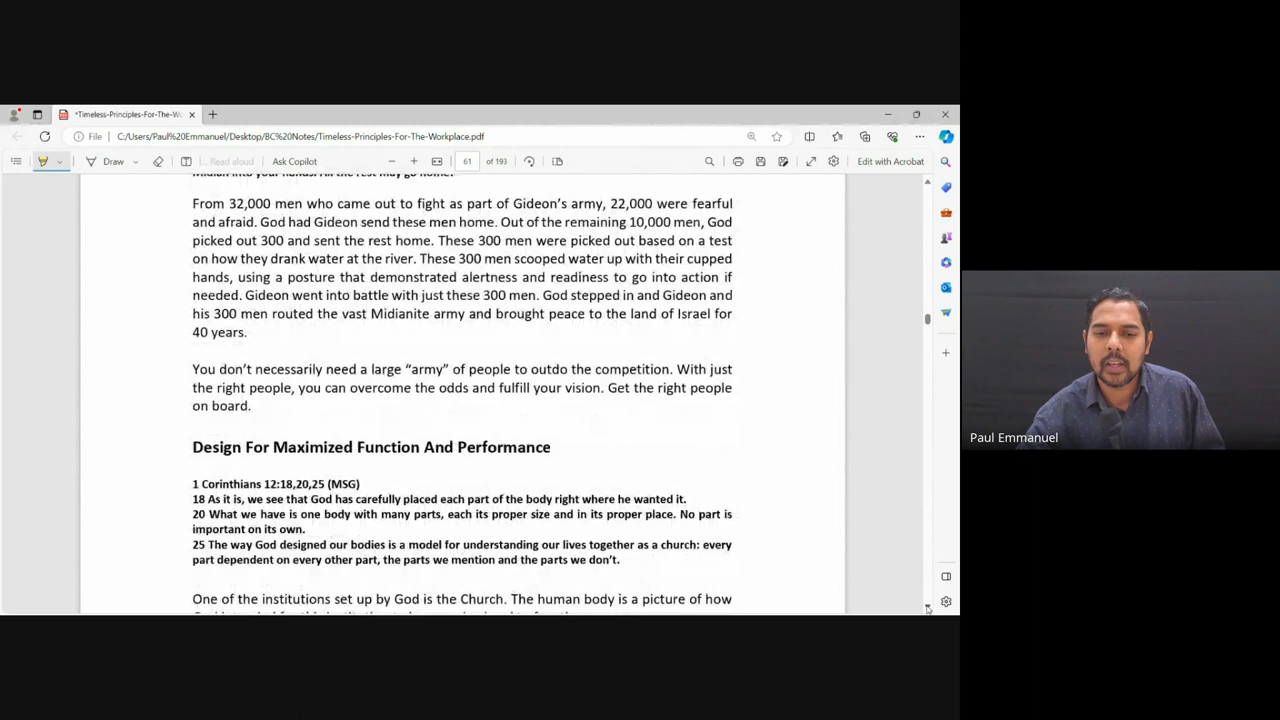 *Timeless-Principles-For-The-Wo
File
C:/Users/Paul%20Emmanuel/Desktop/BC%20Notes/Timeless-Principles-For-The-Workplace.pdf
Draw
Read aloud
Ask Copilot
61
of 193
Edit with Acrobat
Midian into your hands. All the rest may go home.
From 32,000 men who came out to fight as part of Gideon's army, 22,000 were fearful
and afraid. God had Gideon send these men home. Out of the remaining 10,000 men, God
picked out 300 and sent the rest home. These 300 men were picked out based on a test
on how they drank water at the river. These 300 men scooped water up with their cupped
hands, using a posture that demonstrated alertness and readiness to go into action if
needed. Gideon went into battle with just these 300 men. God stepped in and Gideon and
his 300 men routed the vast Midianite army and brought peace to the land of Israel for
40 years.
You don't necessarily need a large “army” of people to outdo the competition. With just
the right people, you can overcome the odds and fulfill your vision. Get the right people
on board.
Design For Maximized Function And Performance
1 Corinthians 12:18,20,25 (MSG)
18 As it is, we see that God has carefully placed each part of the body right where he wanted it.
20 What we have is one body with many parts, each its proper size and in its proper place. No part is
important on its own.
25 The way God designed our bodies is a model for understanding our lives together as a church: every
part dependent on every other part, the parts we mention and the parts we don't.
One of the institutions set up by God is the Church. The human body is a picture of how
Paul Emmanuel